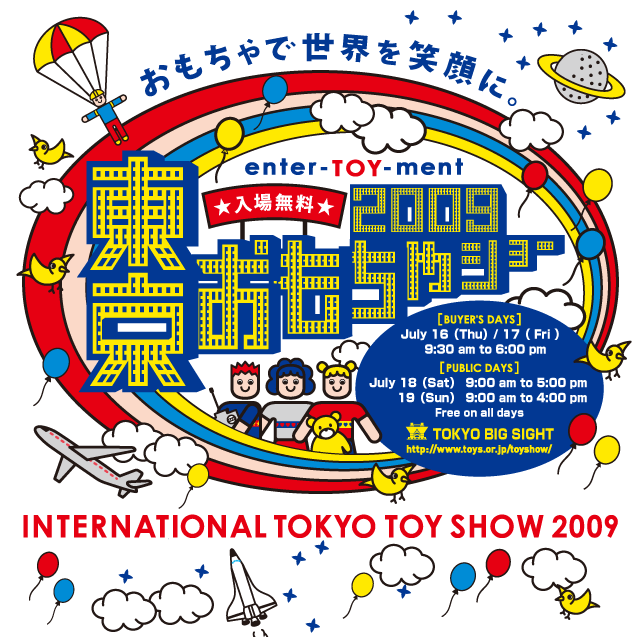 おもちゃで世界を笑顔に。
enter-TOY-ment
★入場無料★
東京おもちゃショー
2009
[BUYER'S DAYS]
July 16 (Thu) / 17 ( Fri )
9:30 am to 6:00 pm
[PUBLIC DAYS]
July 18 (Sat) 9:00 am to 5:00 pm
19 (Sun) 9:00 am to 4:00 pm
Free on all days
TOKYO BIG SIGHT
http://www.toys.or.jp/toyshow/
INTERNATIONAL TOKYO TOY SHOW 2009